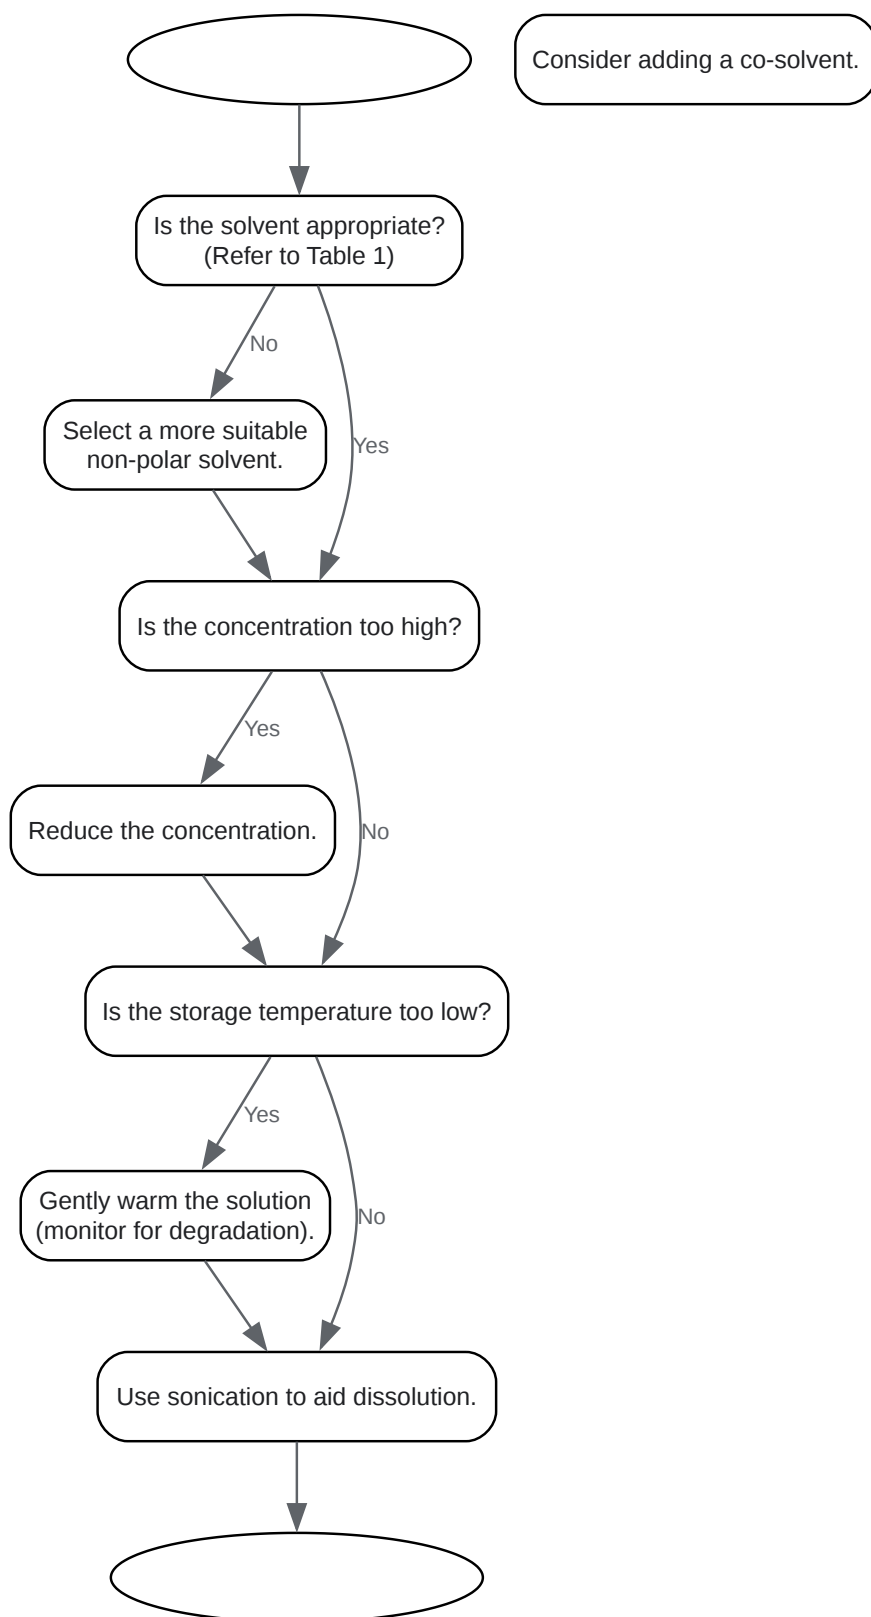 Consider adding a co-solvent.
Is the solvent appropriate?
(Refer to Table 1)
No
Select a more suitable
non-polar solvent.
Yes
Is the concentration too high?
Yes
Reduce the concentration.
No
Is the storage temperature too low?
Yes
Gently warm the solution
(monitor for degradation).
No
Use sonication to aid dissolution.